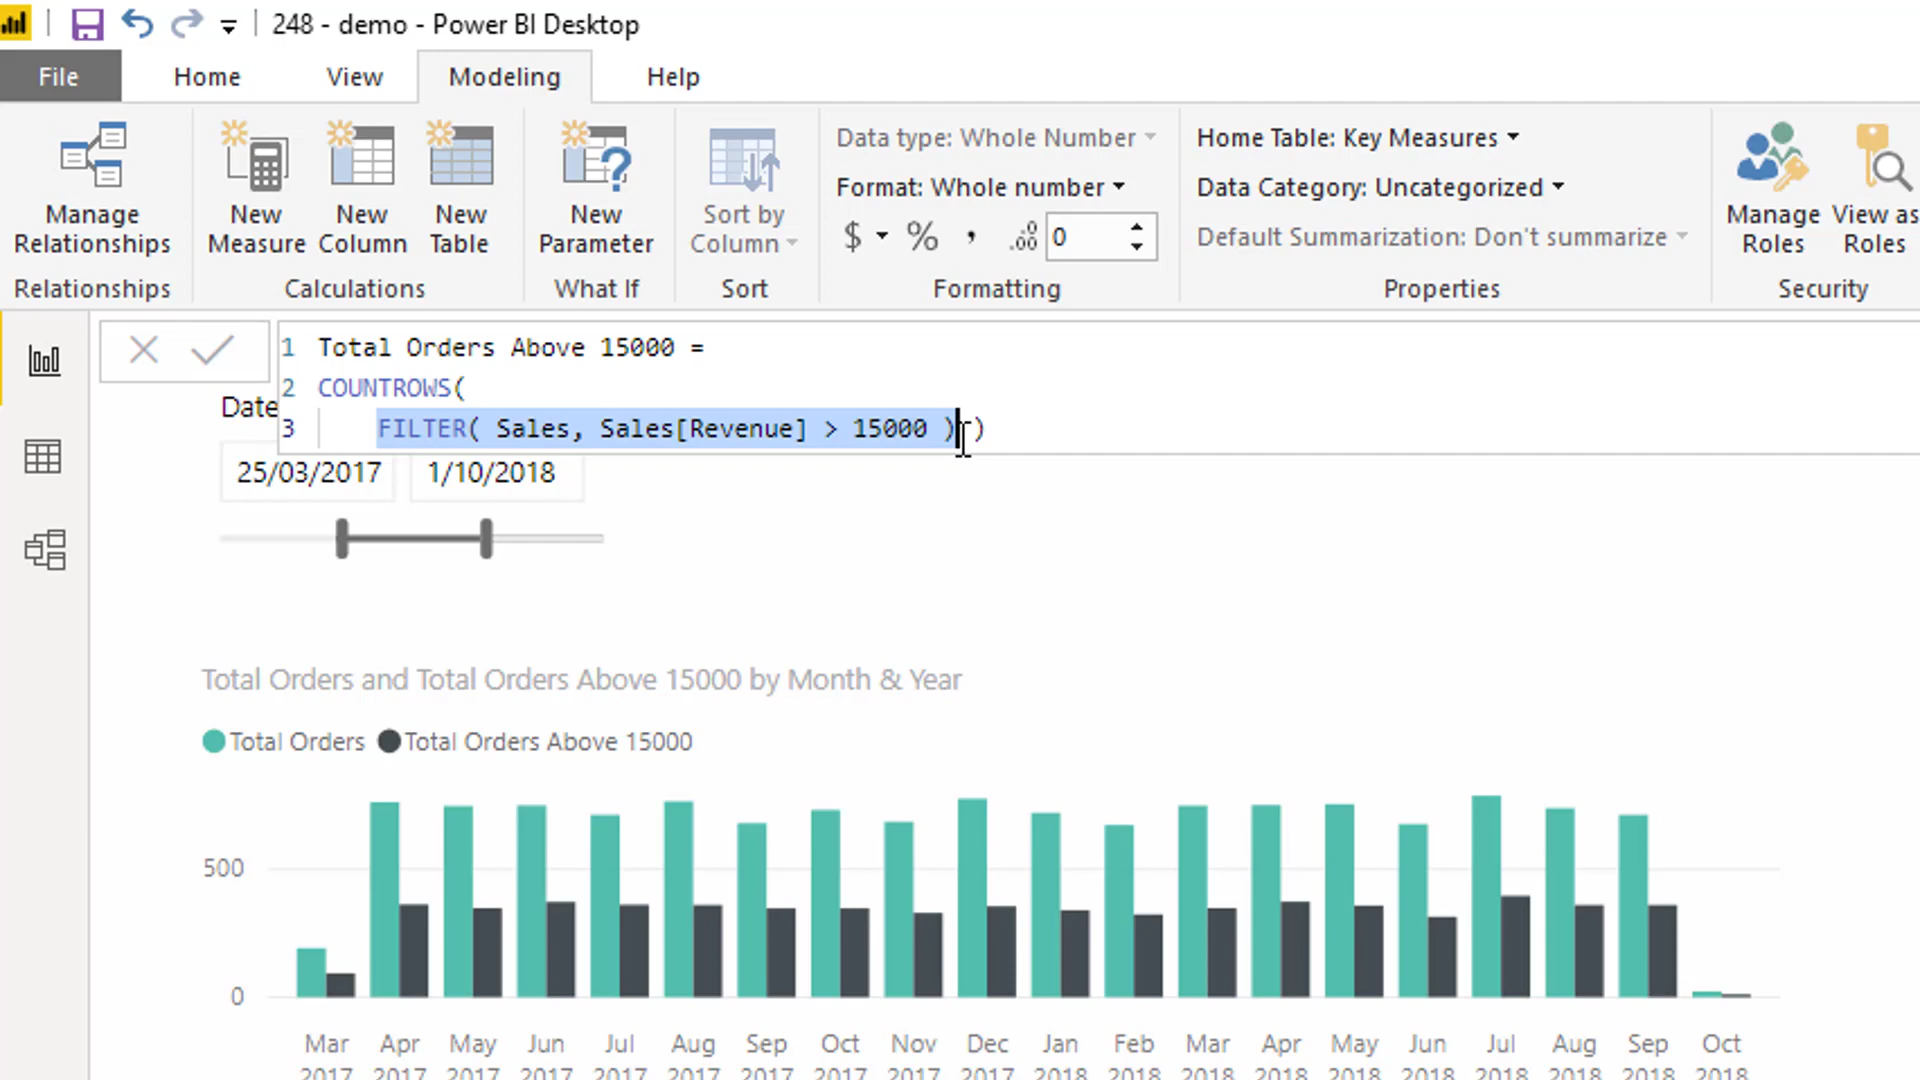 248 - demo - Power BI Desktop
File Home View Modeling Help
Manage Relationships
New Measure
New Column
New Table
New Parameter
Sort by Column
Data type: Whole Number
Format: Whole number
$ % , .00 0
Home Table: Key Measures
Data Category: Uncategorized
Default Summarization: Don't summarize
Manage Roles
View as Roles
Relationships Calculations What If Sort Formatting Properties Security
1 Total Orders Above 15000 =
2 COUNTROWS(
3 FILTER( Sales, Sales[Revenue] > 15000 ) )
Date
25/03/2017 1/10/2018
Total Orders and Total Orders Above 15000 by Month & Year
Total Orders Total Orders Above 15000
500
0
Mar Apr May Jun Jul Aug Sep Oct Nov Dec Jan Feb Mar Apr May Jun Jul Aug Sep Oct
2017 2017 2017 2017 2017 2017 2017 2017 2017 2017 2018 2018 2018 2018 2018 2018 2018 2018 2018 2018